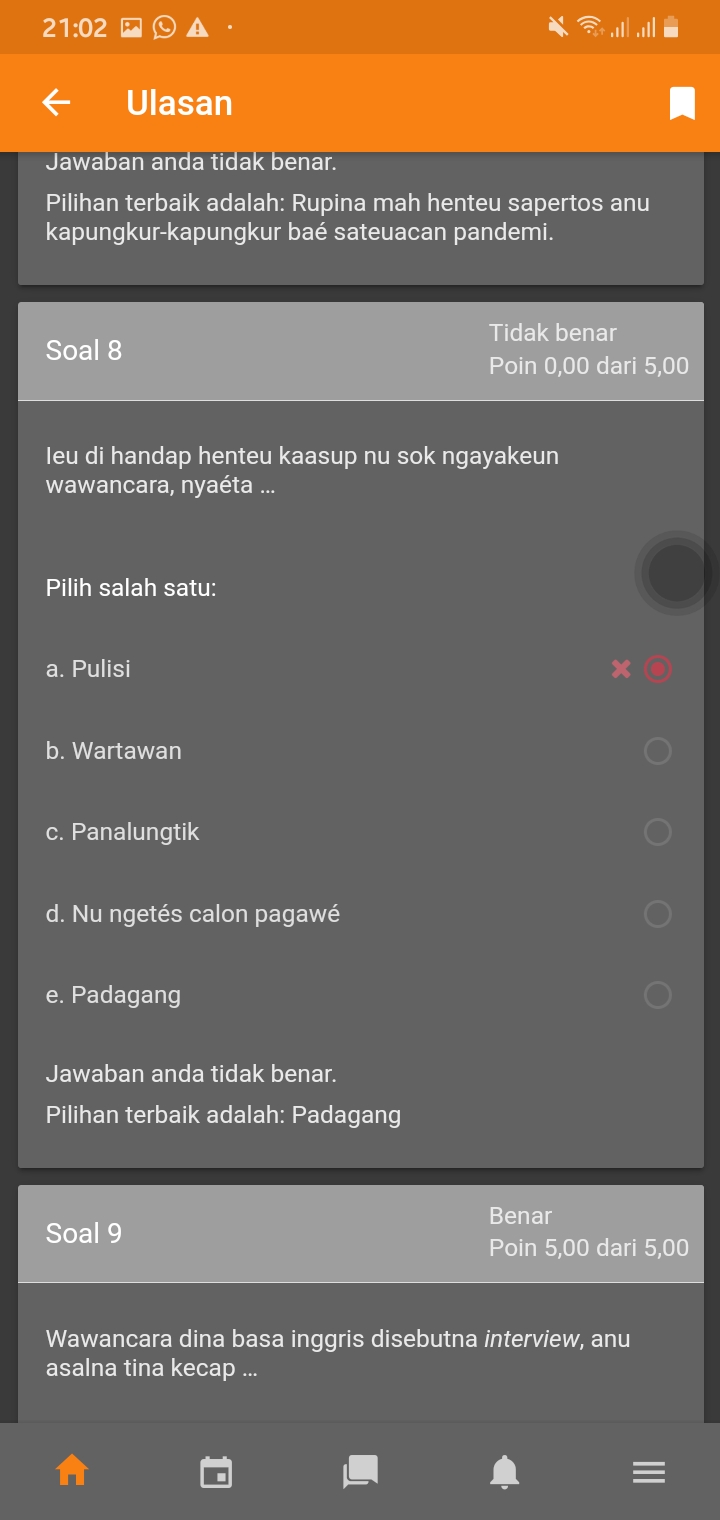 21:02
Ulasan
Jawaban anda tidak benar.
Pilihan terbaik adalah: Rupina mah henteu sapertos anu
kapungkur-kapungkur baé sateuacan pandemi.
Soal 8
Tidak benar
Poin 0,00 dari 5,00
Ieu di handap henteu kaasup nu sok ngayakeun
wawancara, nyaéta ...
Pilih salah satu:
a. Pulisi
b. Wartawan
c. Panalungtik
d. Nu ngetés calon pagawé
e. Padagang
Jawaban anda tidak benar.
Pilihan terbaik adalah: Padagang
Soal 9
Benar
Poin 5,00 dari 5,00
Wawancara dina basa inggris disebutna interview, anu
asalna tina kecap ...